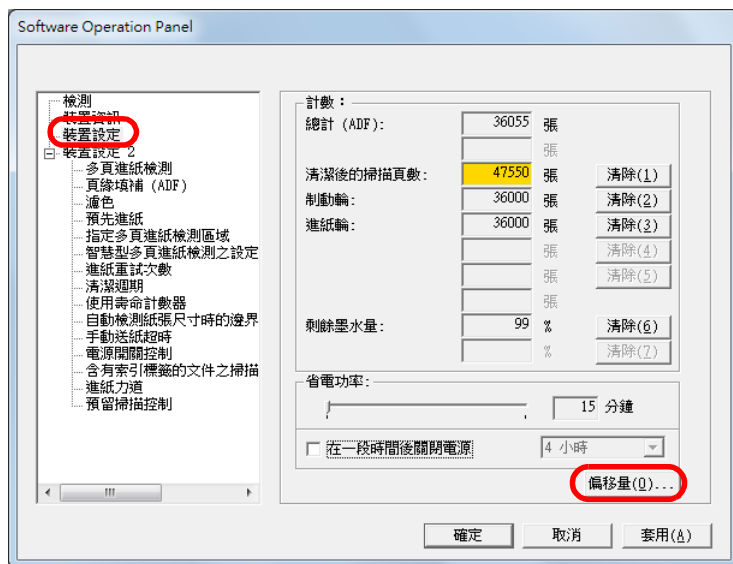 Software Operation Panel
檢測
裝置資訊
裝置設定
裝置設定 2
多頁進紙檢測
頁緣填補 (ADF)
濾色
預先進紙
指定多頁進紙檢測區域
智慧型多頁進紙檢測之設定
進紙重試次數
清潔週期
使用壽命計數器
自動檢測紙張尺寸時的邊界
手動送紙超時
電源開關控制
含有索引標籤的文件之掃描
進紙力道
預留掃描控制
計數：
總計 (ADF): 36055 張
張
清潔後的掃描頁數: 47550 張 清除(1)
制動輪: 36000 張 清除(2)
進紙輪: 36000 張 清除(3)
張 清除(4)
張 清除(5)
張
剩餘墨水量: 99 % 清除(6)
% 清除(7)
省電功率:
15 分鐘
在一段時間後關閉電源 4 小時
偏移量(O)...
確定 取消 套用(A)